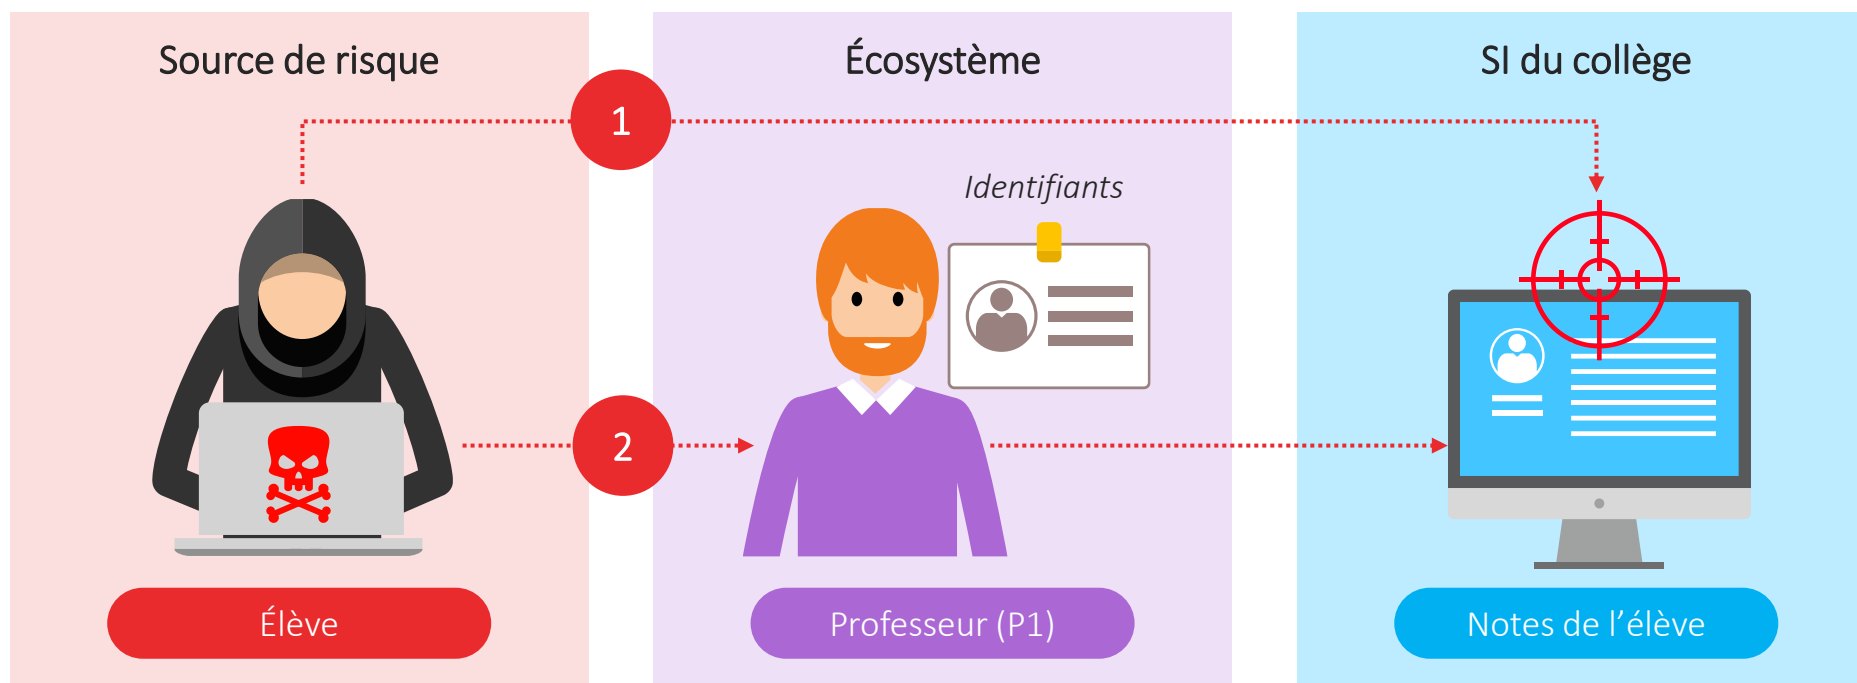 Source de risque
Écosystème
SI du collège
1
Identifiants
2
Élève
Professeur (P1)
Notes de l’élève